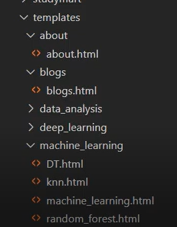 studymart
templates
about
about.html
blogs
blogs.html
data_analysis
deep_learning
machine_learning
DT.html
knn.html
machine_learning.html
random_forest.html